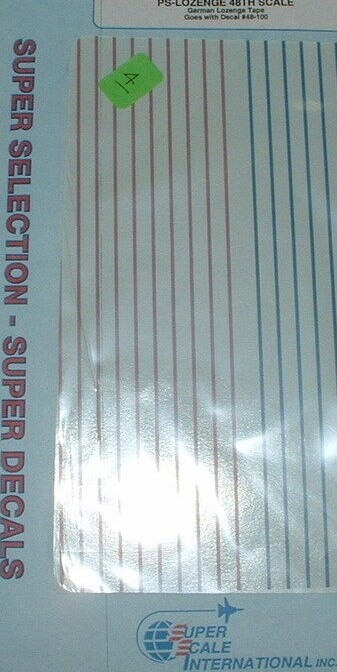 PS-LOZENGE 48TH SCALE
German Lozenge Tape
Goes with Decal #48-100
14
SUPER SELECTION - SUPER DECALS
SUPER
SCALE
INTERNATIONAL INC.